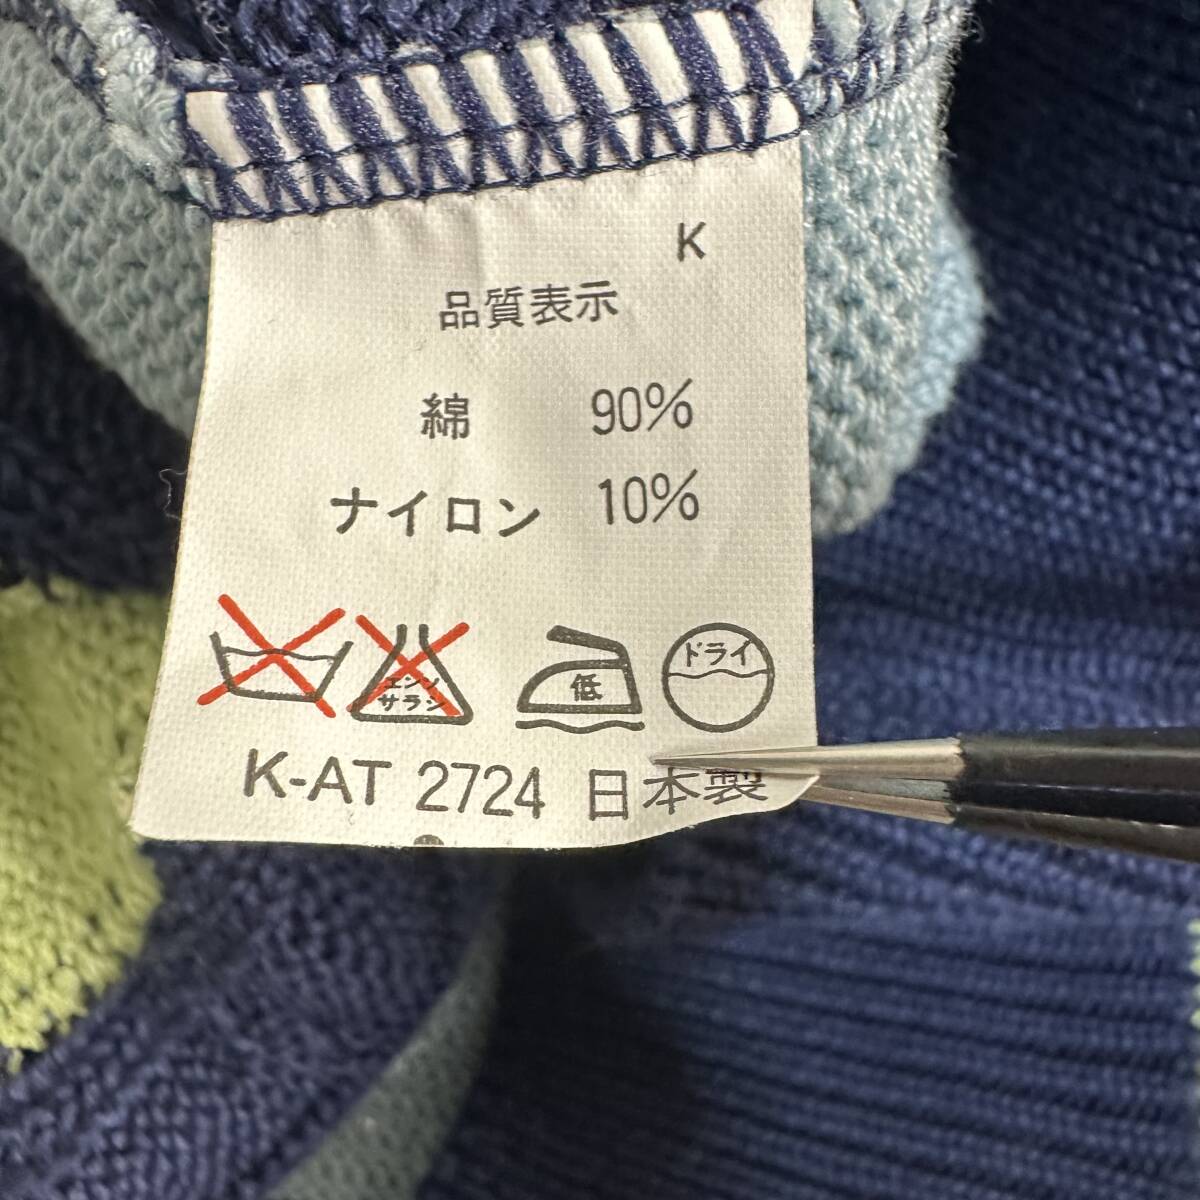 K
品質表示
綿 90%
ナイロン 10%
エンソ
サラシ
低
ドライ
K-AT 2724 日本製